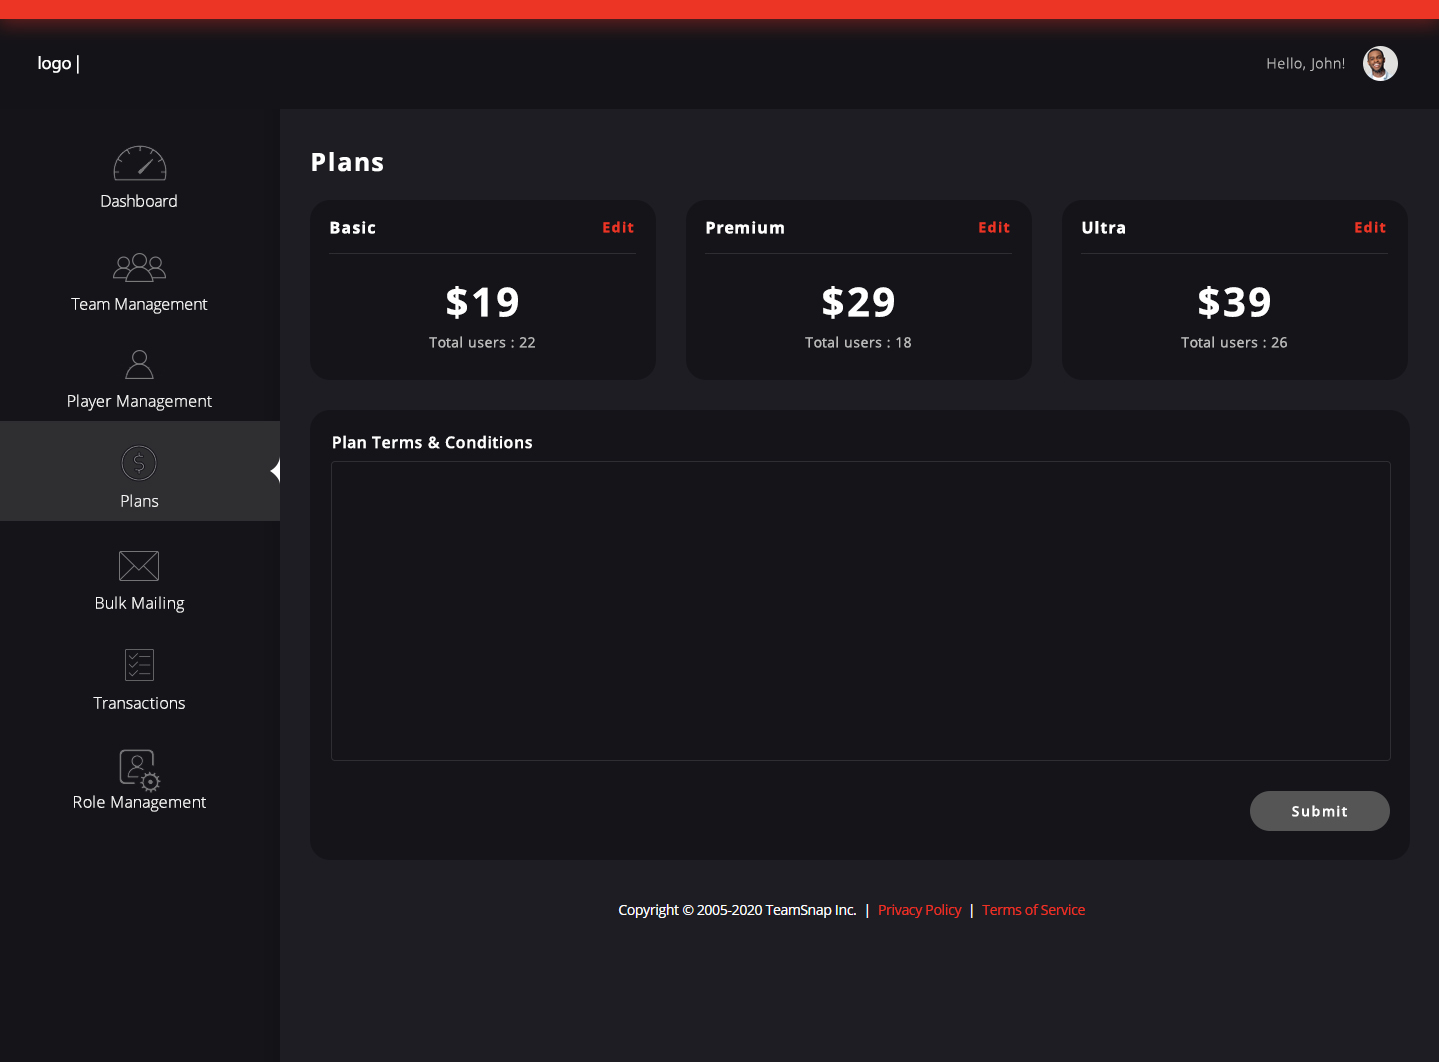 logo |
Hello, John!
Dashboard
Team Management
Player Management
Plans
Bulk Mailing
Transactions
Role Management
Plans
Basic Edit
$19
Total users : 22
Premium Edit
$29
Total users : 18
Ultra Edit
$39
Total users : 26
Plan Terms & Conditions
Submit
Copyright © 2005-2020 TeamSnap Inc. | Privacy Policy | Terms of Service